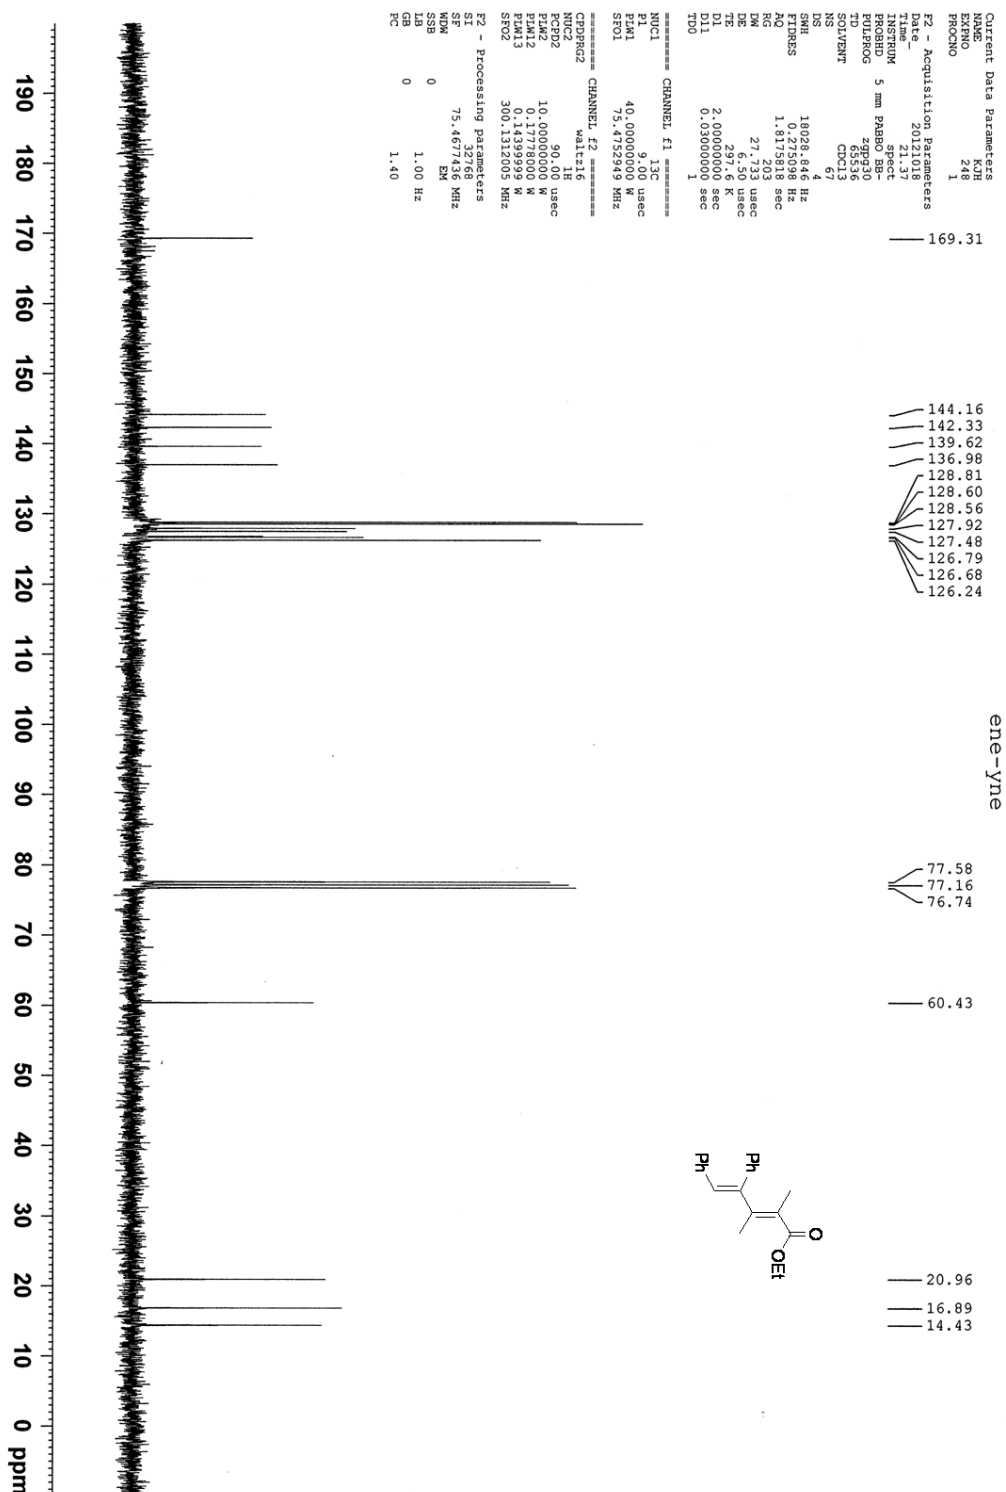 ene-yne
Current Data Parameters
NAME KJH
EXPNO 248
PROCNO 1
F2 - Acquisition Parameters
Date_ 20121018
Time 21.37
INSTRUM spect
PROBHD 5 mm PABBO BB-
PULPROG zgpg30
TD 65536
SOLVENT CDCl3
NS 67
DS 4
SWH 18028.846 Hz
FIDRES 0.275098 Hz
AQ 1.8175818 sec
RG 203
DW 27.733 usec
DE 6.50 usec
TE 297.6 K
D1 2.00000000 sec
D11 0.03000000 sec
TD0 1
======== CHANNEL f1 ========
NUC1 13C
P1 9.00 usec
PLW1 40.00000000 W
SFO1 75.4752949 MHz
======== CHANNEL f2 ========
CPDPRG2 waltz16
NUC2 1H
PCPD2 90.00 usec
PLW2 10.00000000 W
PLW12 0.17778000 W
PLW13 0.14399999 W
SFO2 300.1312005 MHz
F2 - Processing parameters
SI 32768
SF 75.4677436 MHz
WDW EM
SSB 0
LB 1.00 Hz
GB 0
PC 1.40
169.31
144.16
142.33
139.62
136.98
128.81
128.60
128.56
127.92
127.48
126.79
126.68
126.24
77.58
77.16
76.74
60.43
20.96
16.89
14.43
Ph
Ph
O
OEt
190 180 170 160 150 140 130 120 110 100 90 80 70 60 50 40 30 20 10 0 ppm